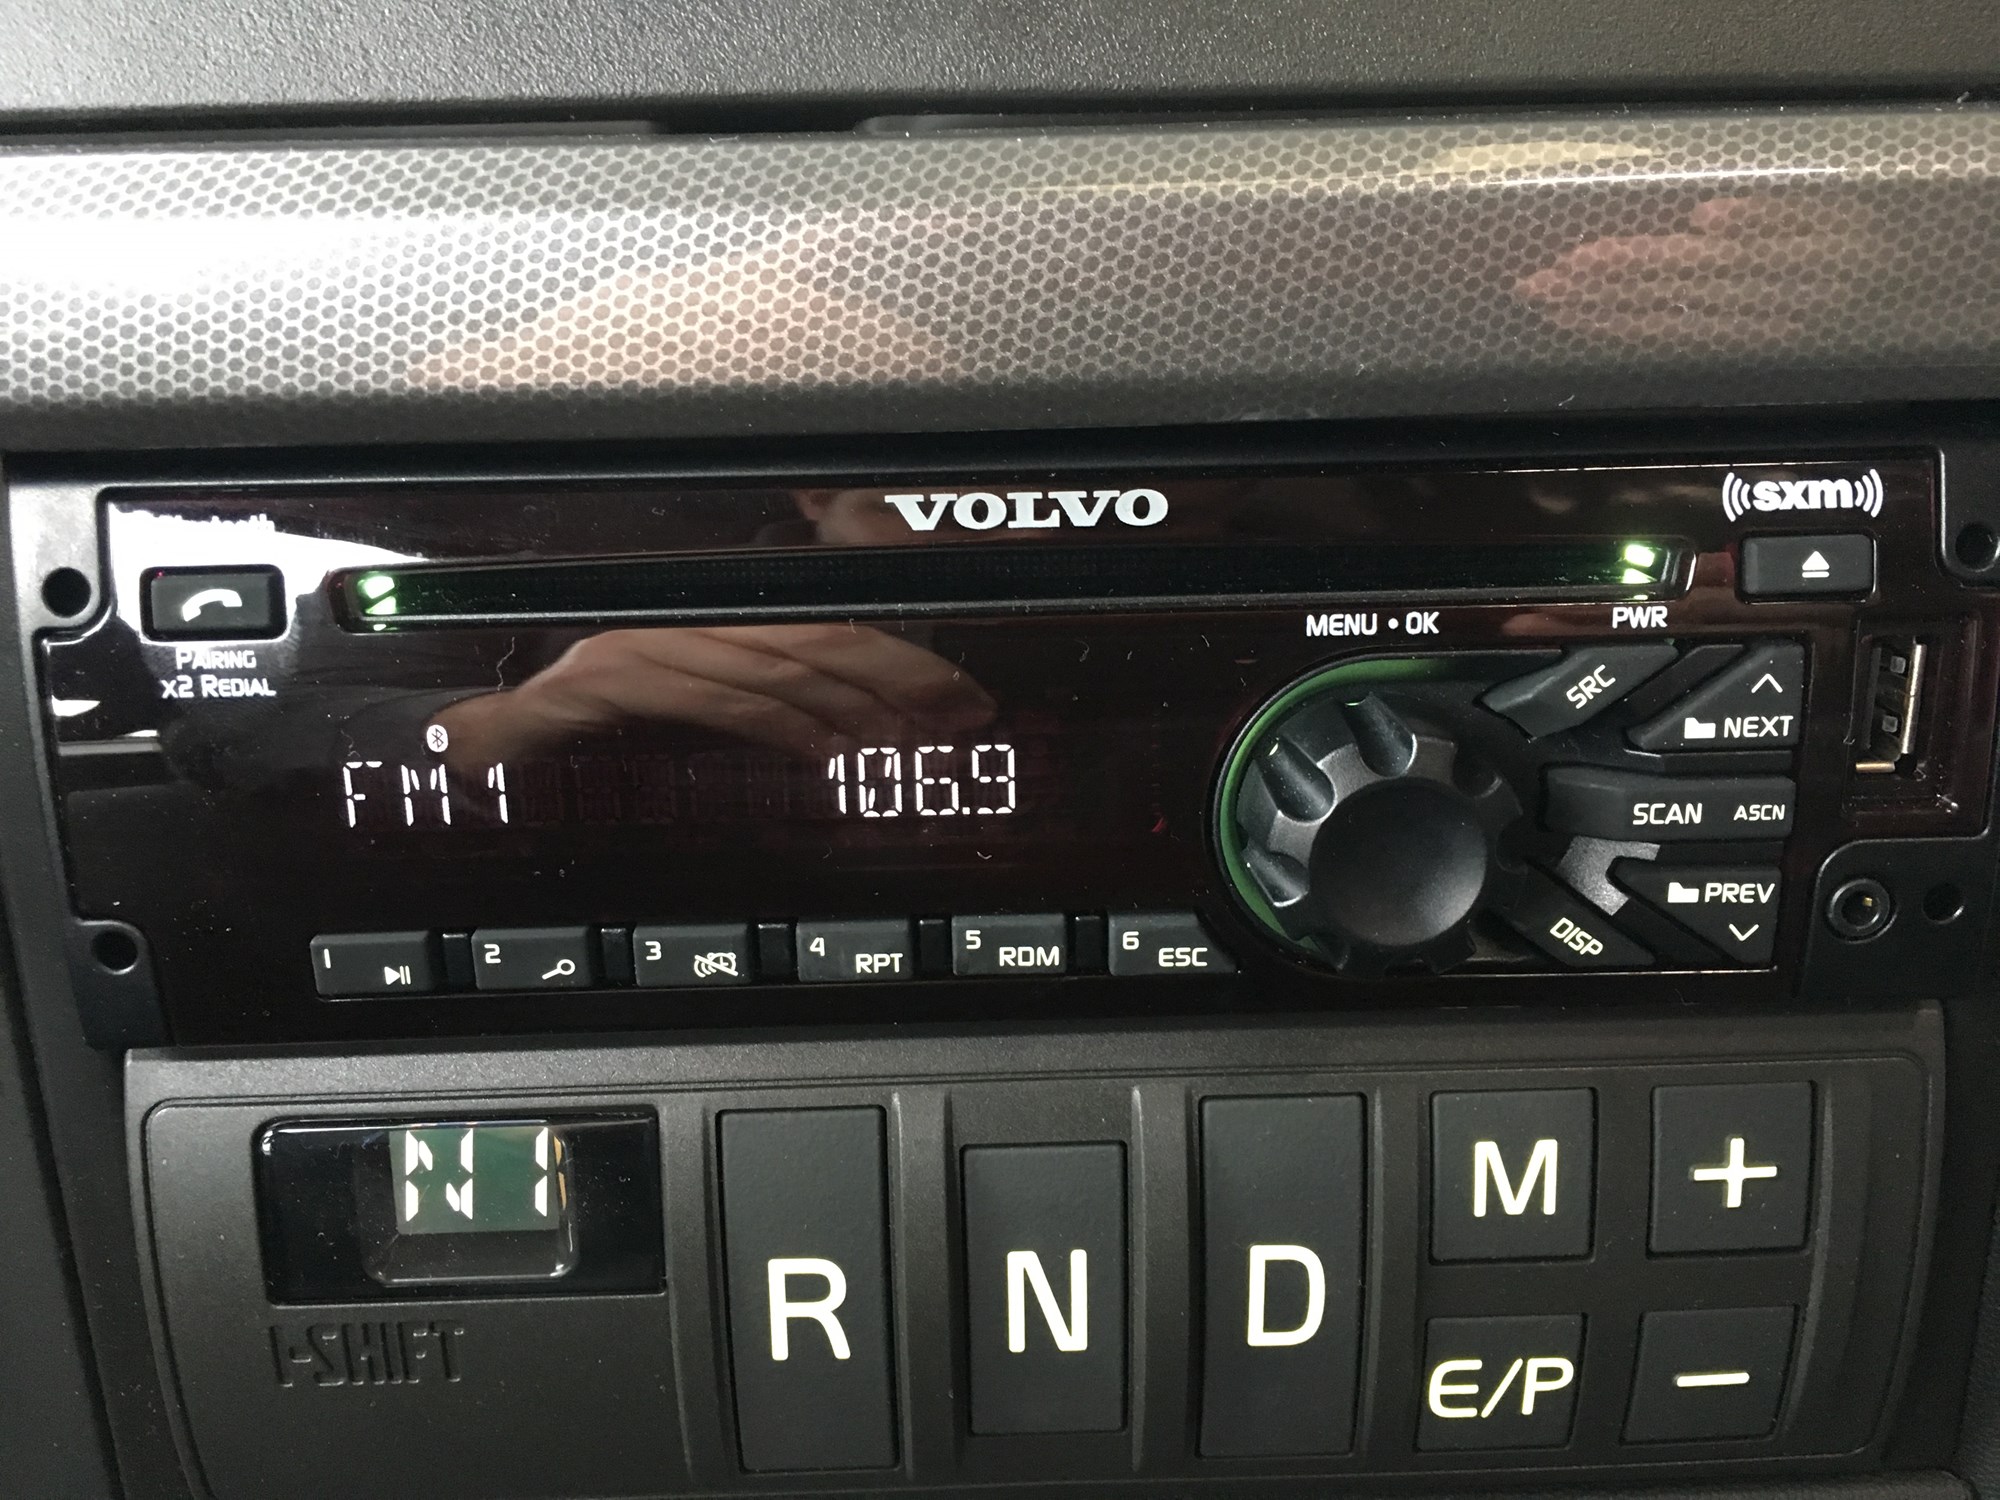 VOLVO
((( sxm )))
Bluetooth
PAIRING
X2 REDIAL
MENU • OK
PWR
SRC
NEXT
FM1
106.9
SCAN ASCN
PREV
DISP
1
2
3
4 RPT
5 RDM
6 ESC
N 1
I-SHIFT
R
N
D
M
+
E/P
−